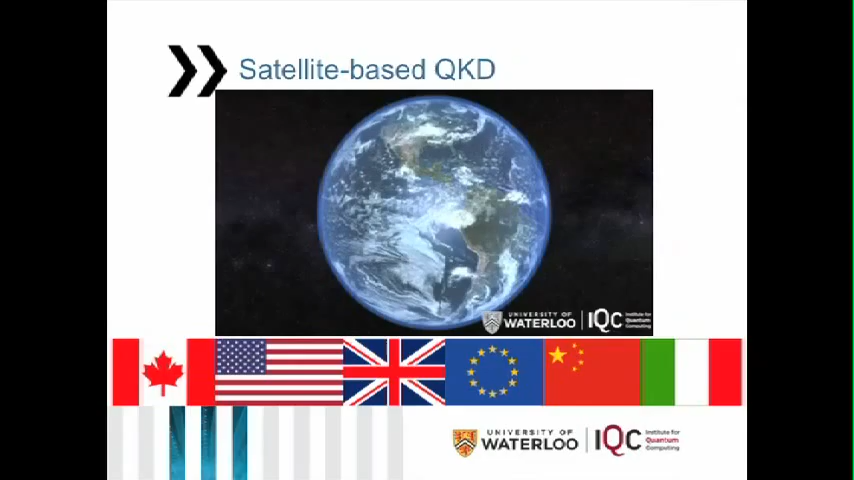 Satellite-based QKD
UNIVERSITY OF
WATERLOO
IQC
Institute for
Quantum
Computing
UNIVERSITY OF
WATERLOO
IQC
Institute for
Quantum
Computing